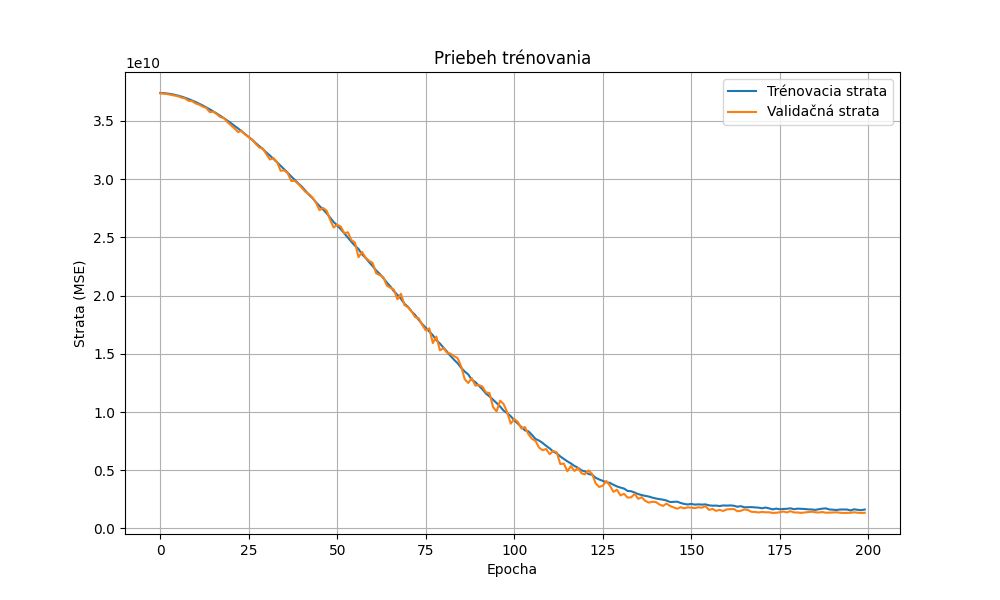 Priebeh trénovania
1e10
Trénovacia strata
Validačná strata
3.5
3.0
2.5
2.0
1.5
1.0
0.5
0.0
Strata (MSE)
0 25 50 75 100 125 150 175 200
Epocha